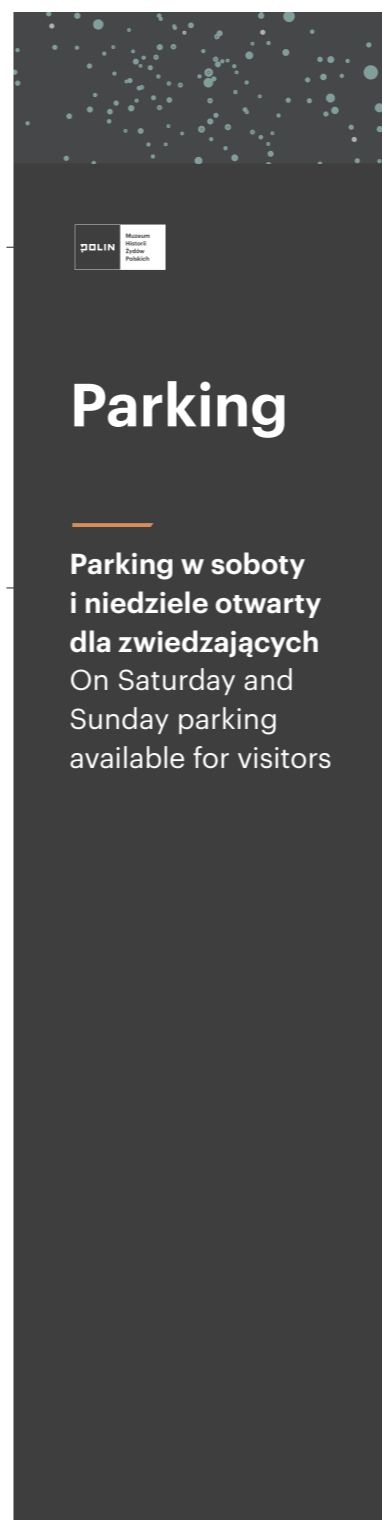 POLIN
Muzeum
Historii
Żydów
Polskich
Parking
Parking w soboty
i niedziele otwarty
dla zwiedzających
On Saturday and
Sunday parking
available for visitors